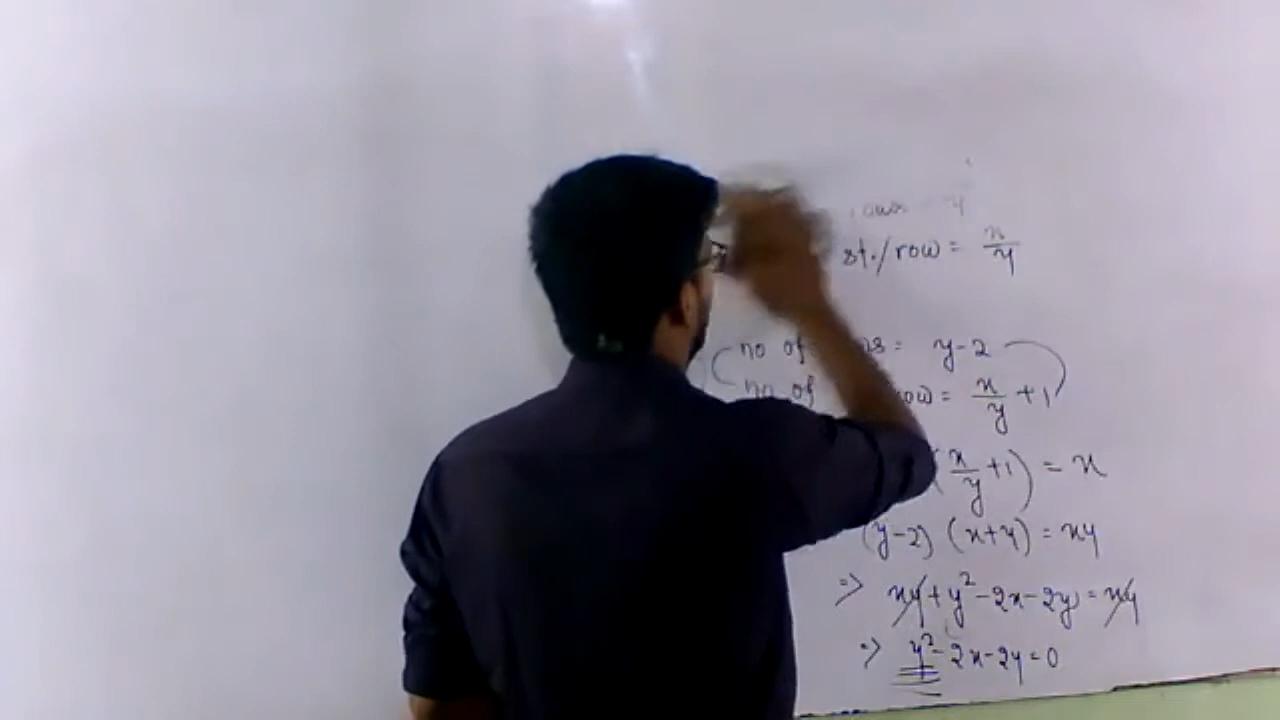 rows = y
st./row = x/y
no of = y-2
no of row = x/y + 1
(x/y + 1) = x
(y-2) (x+y) = xy
=> xy + y² - 2x - 2y = xy
=> y² - 2x - 2y = 0